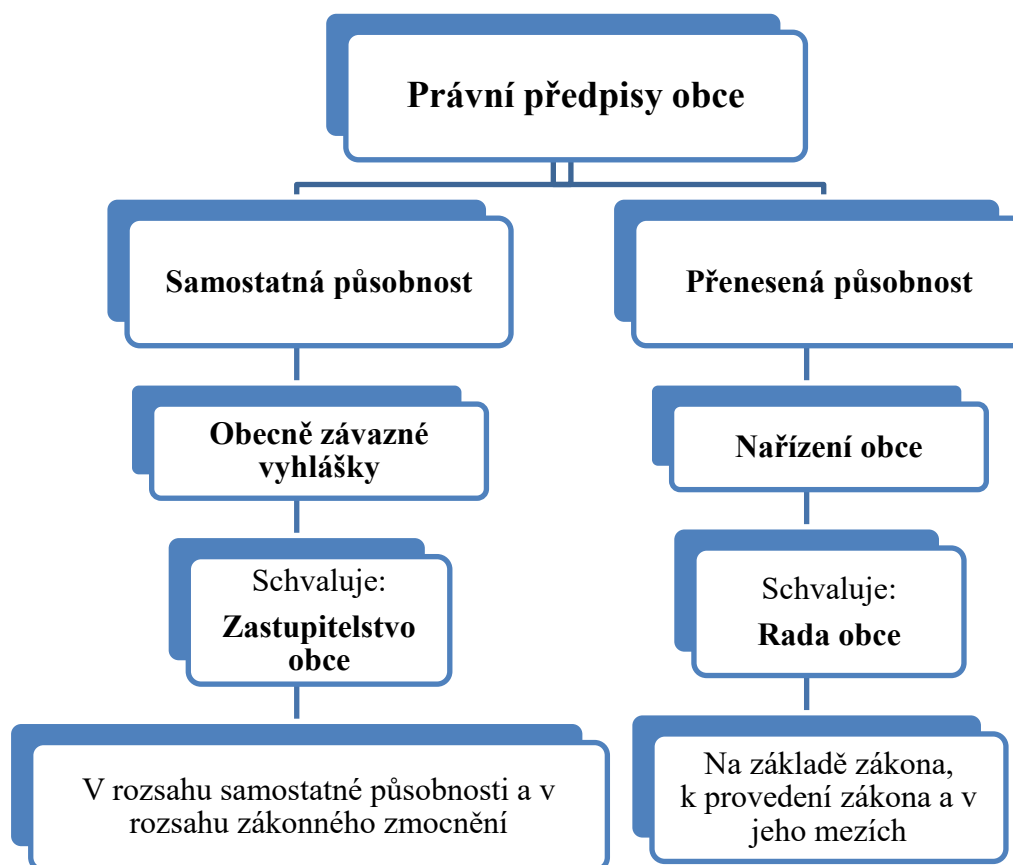 Právní předpisy obce
Samostatná působnost
Přenesená působnost
Obecně závazné
vyhlášky
Nařízení obce
Schvaluje:
Zastupitelstvo
obce
Schvaluje:
Rada obce
V rozsahu samostatné působnosti a v
rozsahu zákonného zmocnění
Na základě zákona,
k provedení zákona a v
jeho mezích